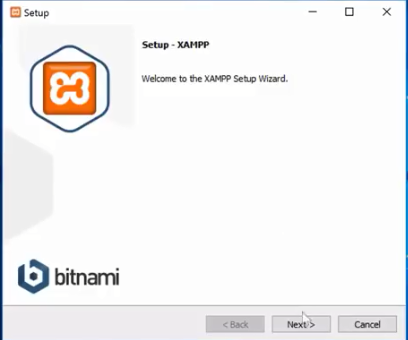 Setup
Setup - XAMPP
Welcome to the XAMPP Setup Wizard.
bitnami
< Back
Next >
Cancel